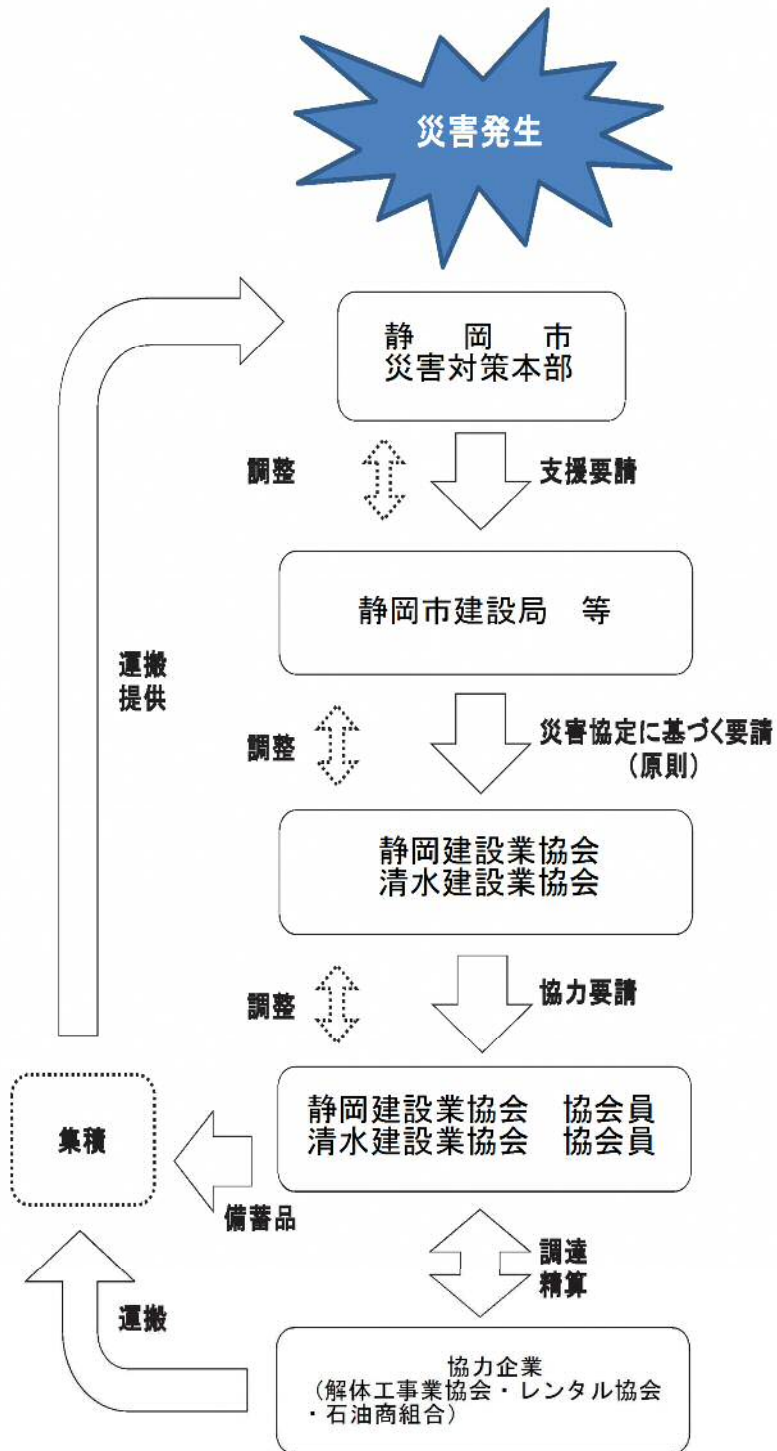 災害発生
静　岡　市
災害対策本部
調整
支援要請
静岡市建設局　等
運搬
提供
調整
災害協定に基づく要請
（原則）
静岡建設業協会
清水建設業協会
調整
協力要請
静岡建設業協会　協会員
清水建設業協会　協会員
集積
備蓄品
調達
精算
運搬
協力企業
（解体工事業協会・レンタル協会
・石油商組合）